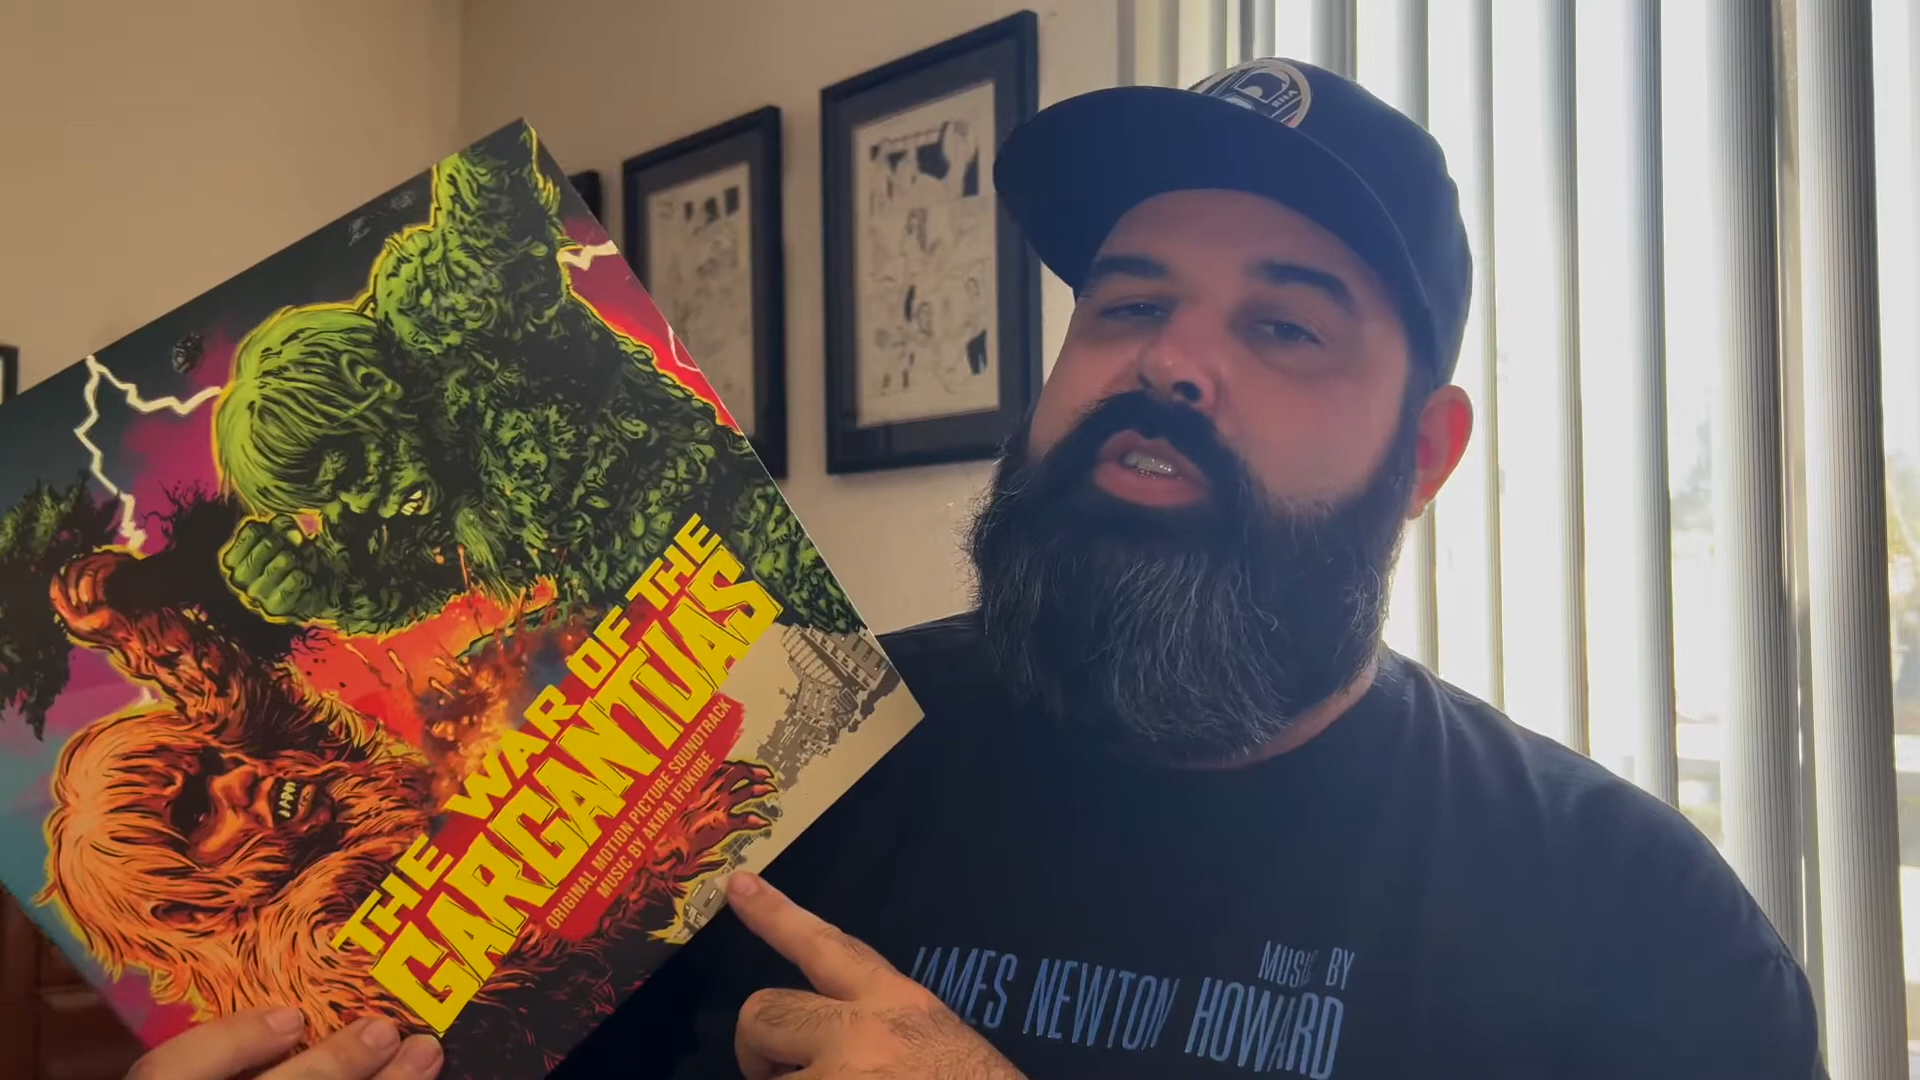 THE WAR OF THE
GARGANTUAS
ORIGINAL MOTION PICTURE SOUNDTRACK
MUSIC BY AKIRA IFUKUBE
MUSIC BY
JAMES NEWTON HOWARD